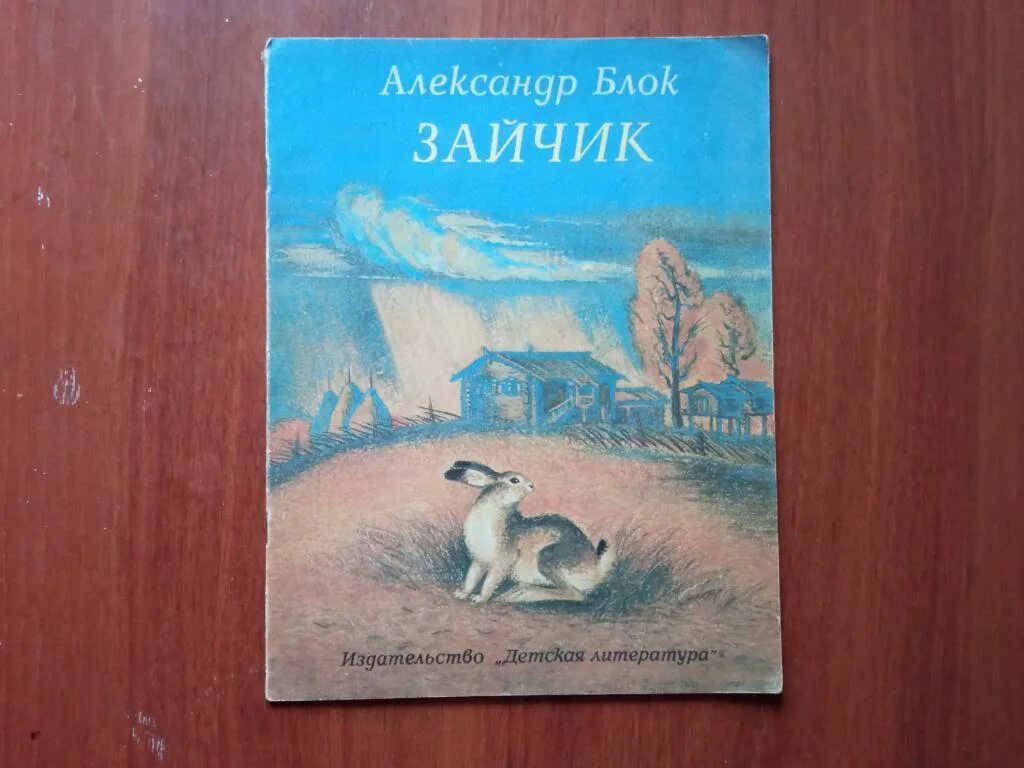 Александр Блок
ЗАЙЧИК
Издательство „Детская литература"